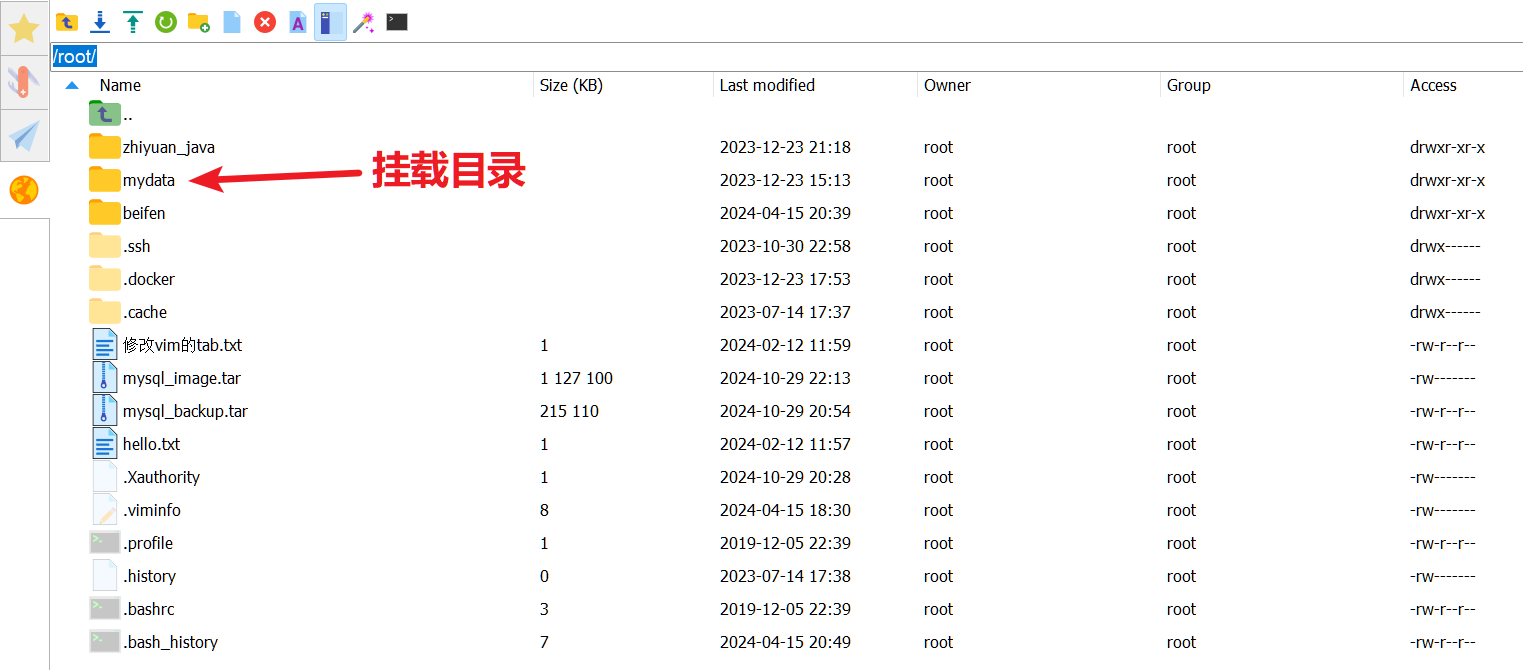 /root/
Name Size (KB) Last modified Owner Group Access
..
zhiyuan_java 2023-12-23 21:18 root root drwxr-xr-x
mydata 2023-12-23 15:13 root root drwxr-xr-x
挂载目录
beifen 2024-04-15 20:39 root root drwxr-xr-x
.ssh 2023-10-30 22:58 root root drwx------
.docker 2023-12-23 17:53 root root drwx------
.cache 2023-07-14 17:37 root root drwx------
修改vim的tab.txt 1 2024-02-12 11:59 root root -rw-r--r--
mysql_image.tar 1 127 100 2024-10-29 22:13 root root -rw-------
mysql_backup.tar 215 110 2024-10-29 20:54 root root -rw-r--r--
hello.txt 1 2024-02-12 11:57 root root -rw-r--r--
.Xauthority 1 2024-10-29 20:28 root root -rw-------
.viminfo 8 2024-04-15 18:30 root root -rw-------
.profile 1 2019-12-05 22:39 root root -rw-r--r--
.history 0 2023-07-14 17:38 root root -rw-------
.bashrc 3 2019-12-05 22:39 root root -rw-r--r--
.bash_history 7 2024-04-15 20:49 root root -rw-------